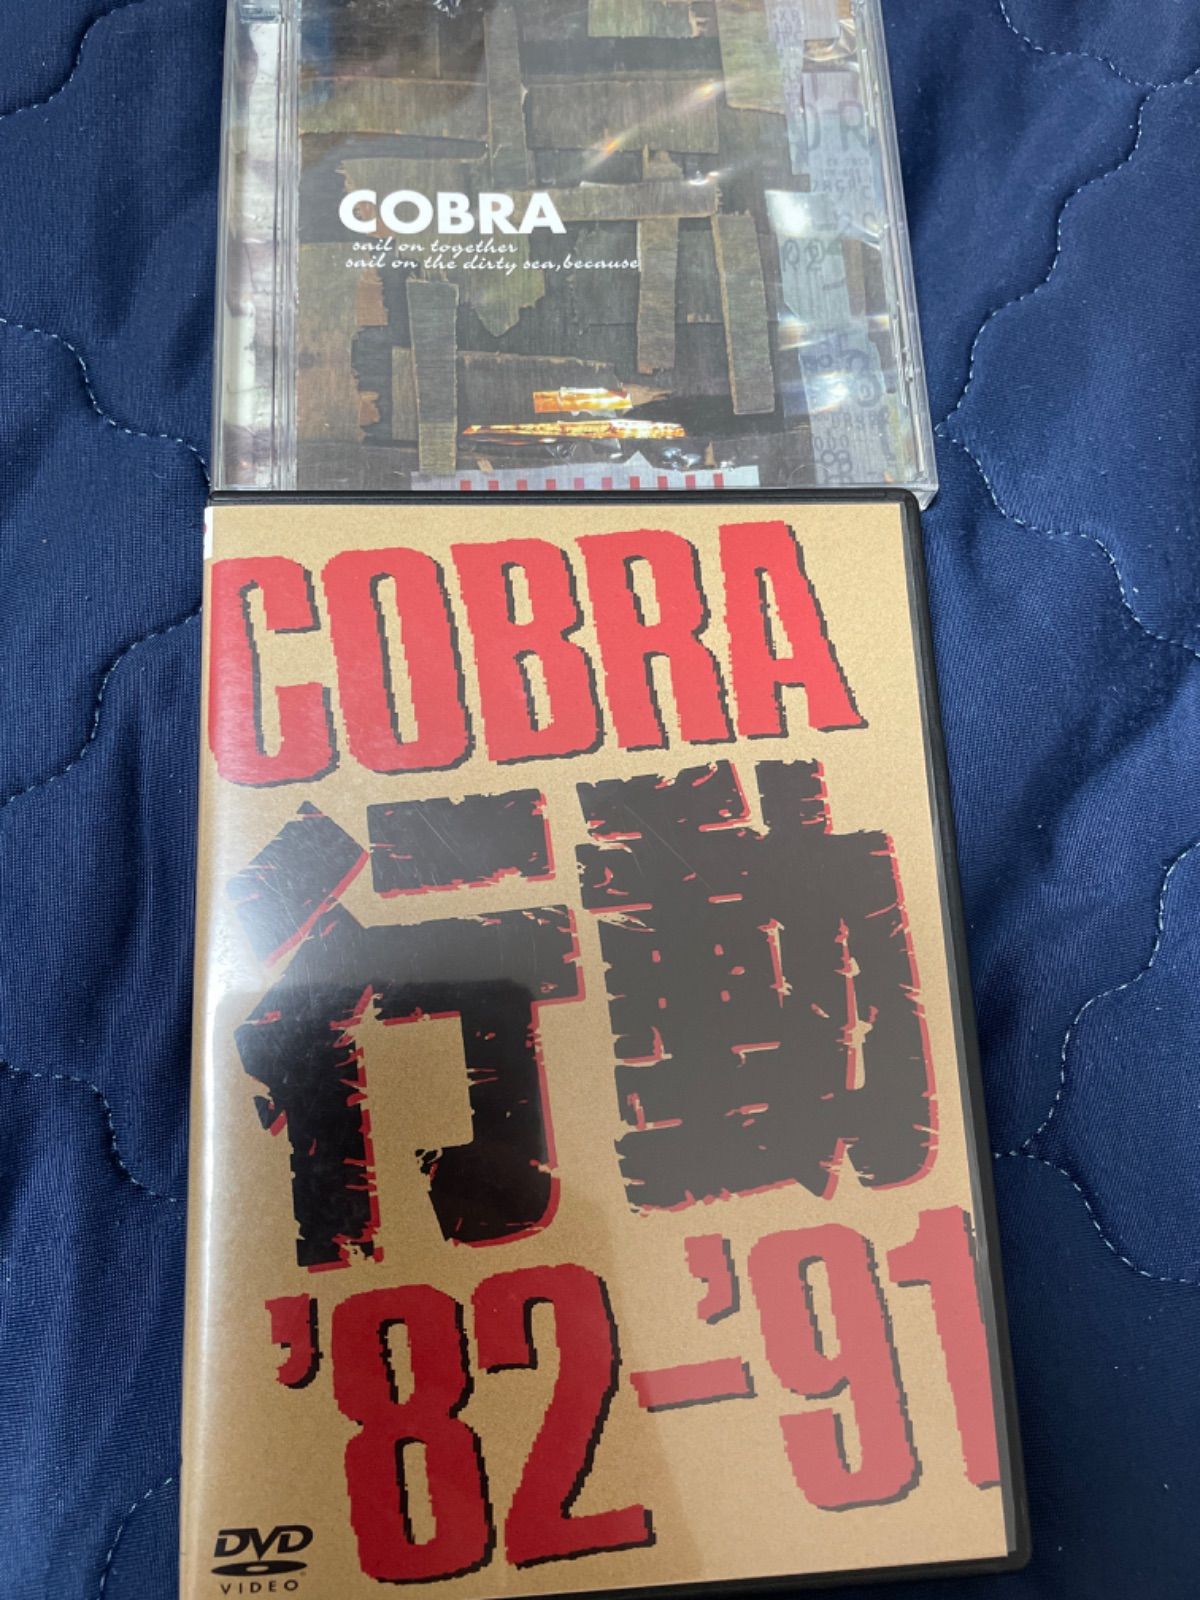 COBRA
sail on together
sail on the dirty sea, because
COBRA
行動
'82-'91
DVD
VIDEO